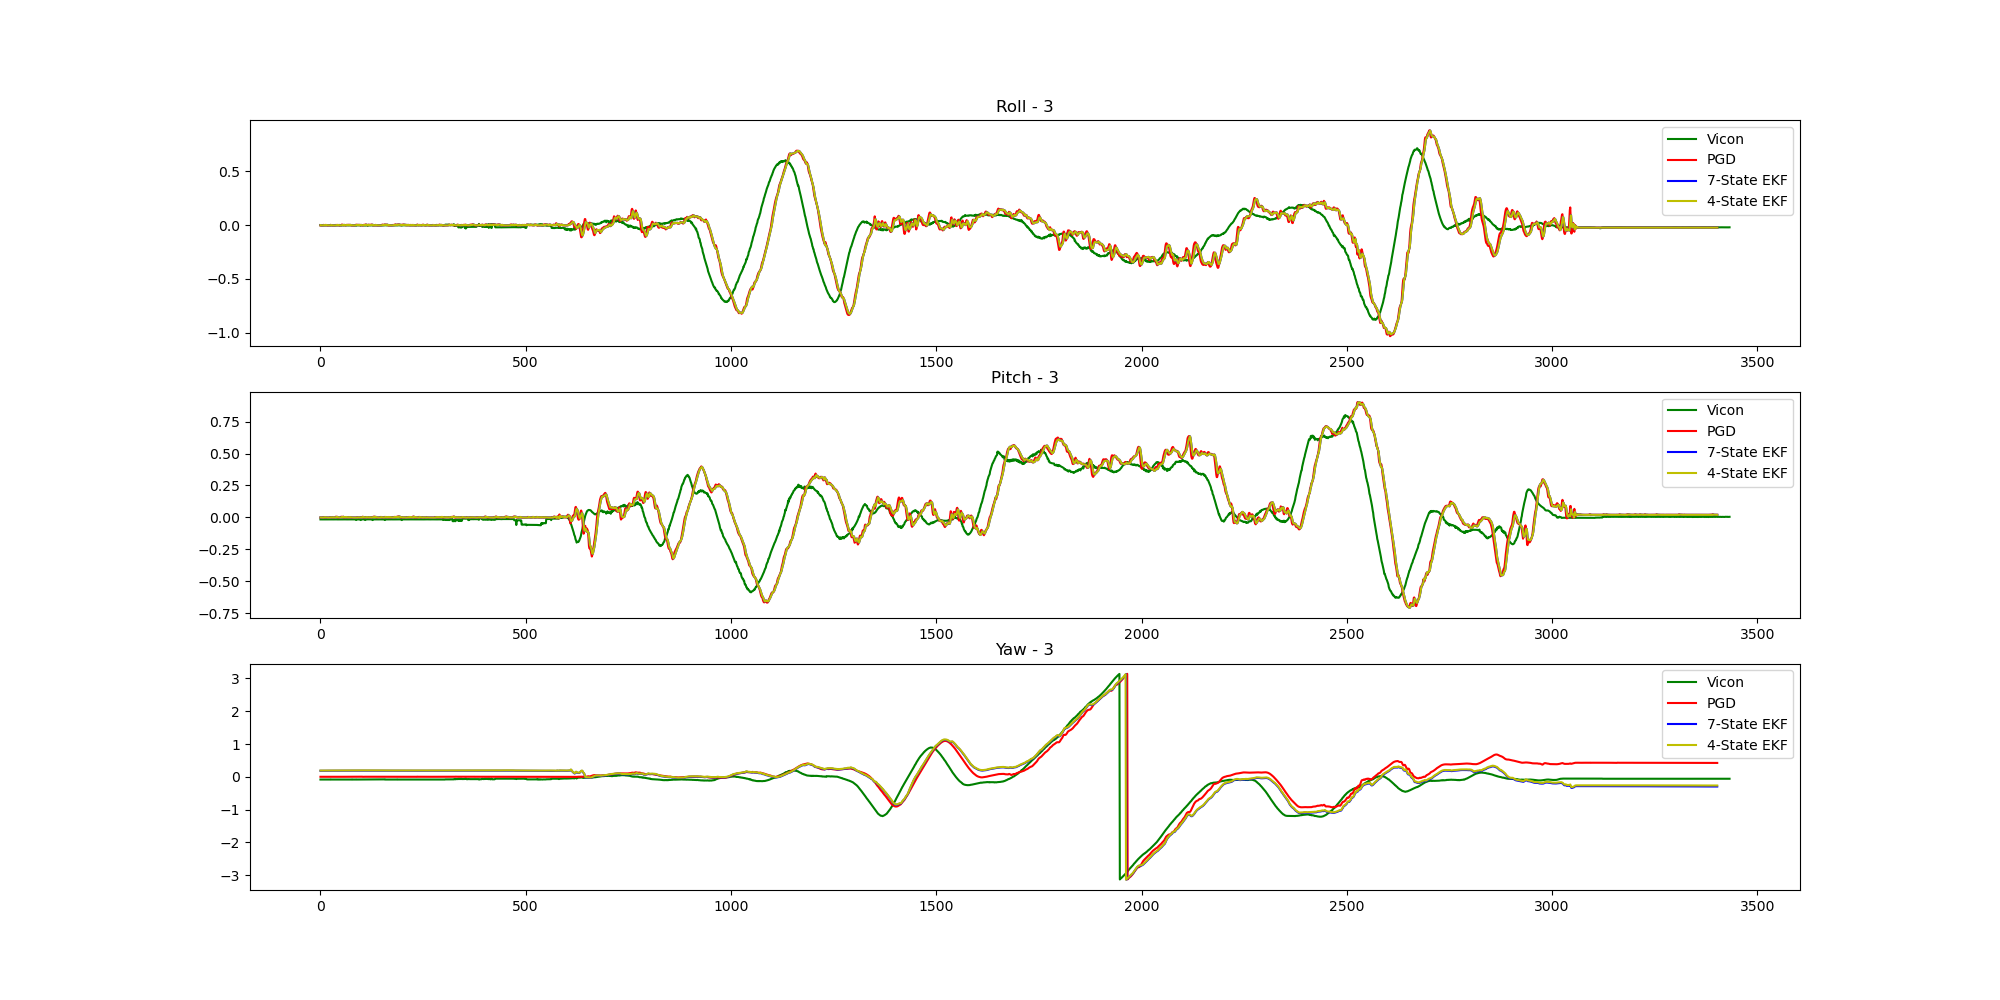 Roll - 3
Vicon
PGD
7-State EKF
4-State EKF
0.5
0.0
−0.5
−1.0
0 500 1000 1500 2000 2500 3000 3500
Pitch - 3
Vicon
PGD
7-State EKF
4-State EKF
0.75
0.50
0.25
0.00
−0.25
−0.50
−0.75
0 500 1000 1500 2000 2500 3000 3500
Yaw - 3
Vicon
PGD
7-State EKF
4-State EKF
3
2
1
0
−1
−2
−3
0 500 1000 1500 2000 2500 3000 3500